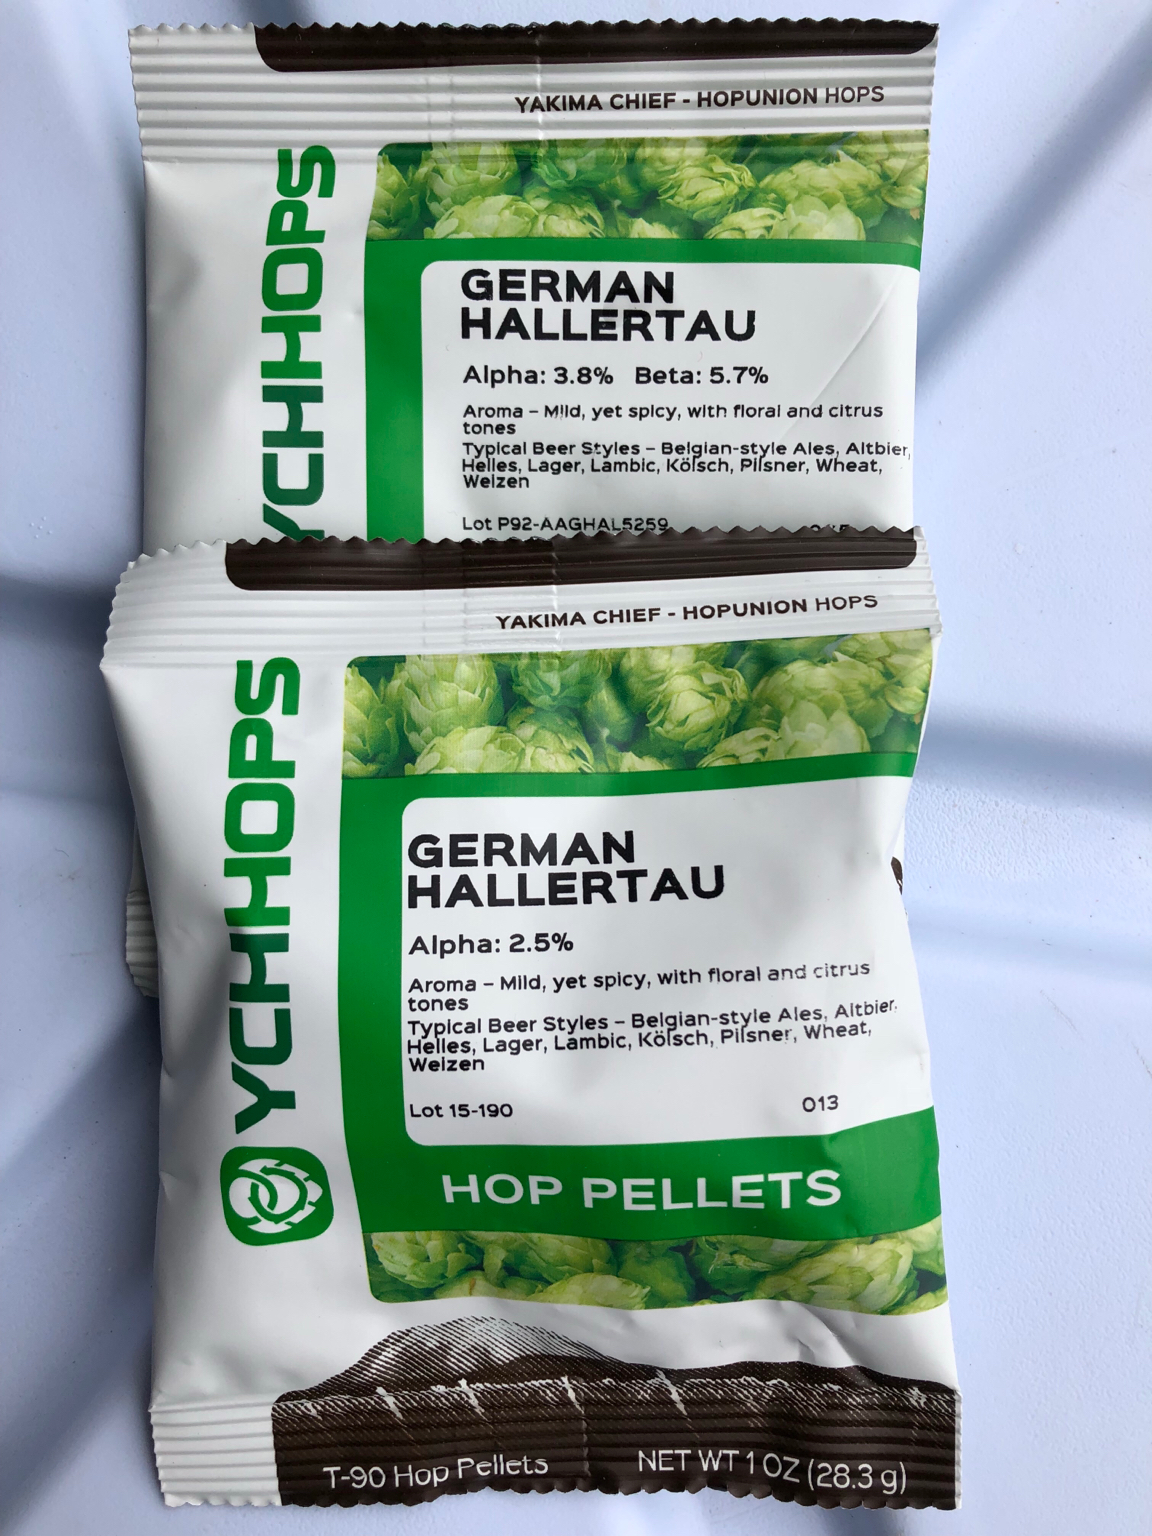 YAKIMA CHIEF - HOPUNION HOPS
YCHHOPS
GERMAN
HALLERTAU
Alpha: 3.8% Beta: 5.7%
Aroma – Mild, yet spicy, with floral and citrus
tones
Typical Beer Styles – Belgian-style Ales, Altbier,
Helles, Lager, Lambic, Kölsch, Pilsner, Wheat,
Weizen
Lot P92-AAGHAL5259
YAKIMA CHIEF - HOPUNION HOPS
YCHHOPS
GERMAN
HALLERTAU
Alpha: 2.5%
Aroma – Mild, yet spicy, with floral and citrus
tones
Typical Beer Styles – Belgian-style Ales, Altbier,
Helles, Lager, Lambic, Kölsch, Pilsner, Wheat,
Weizen
Lot 15-190 013
HOP PELLETS
T-90 Hop Pellets NET WT 1 OZ (28.3 g)